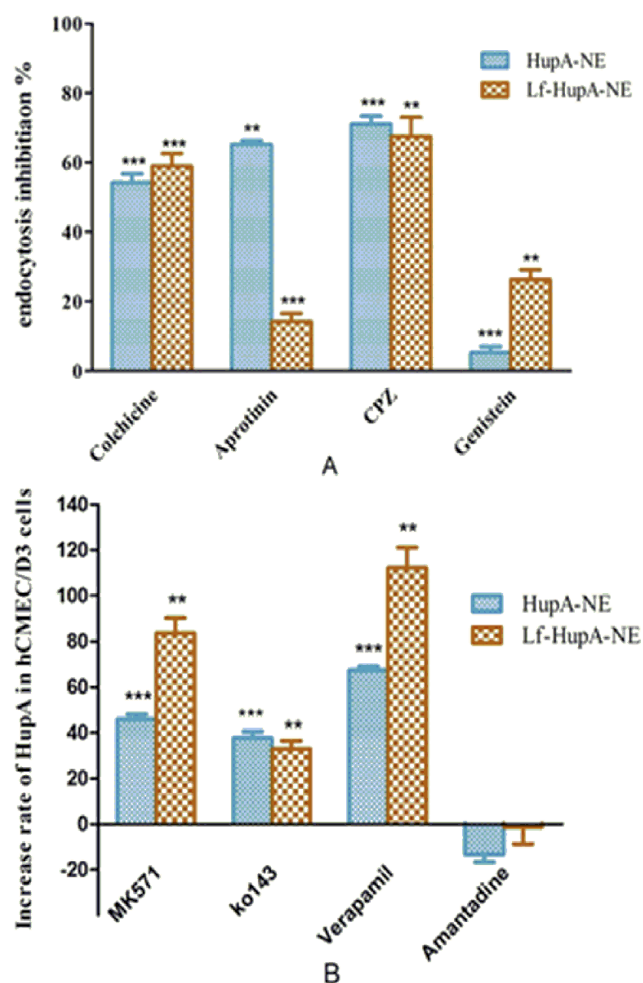 endocytosis inhibitiaon %
100
80
60
40
20
0
HupA-NE
Lf-HupA-NE
*** *** ** *** *** ** *** **
Colchicine Aprotinin CPZ Genistein
A
Increase rate of HupA in hCMEC/D3 cells
140
120
100
80
60
40
20
0
-20
HupA-NE
Lf-HupA-NE
*** ** *** ** *** **
MK571 ko143 Verapamil Amantadine
B